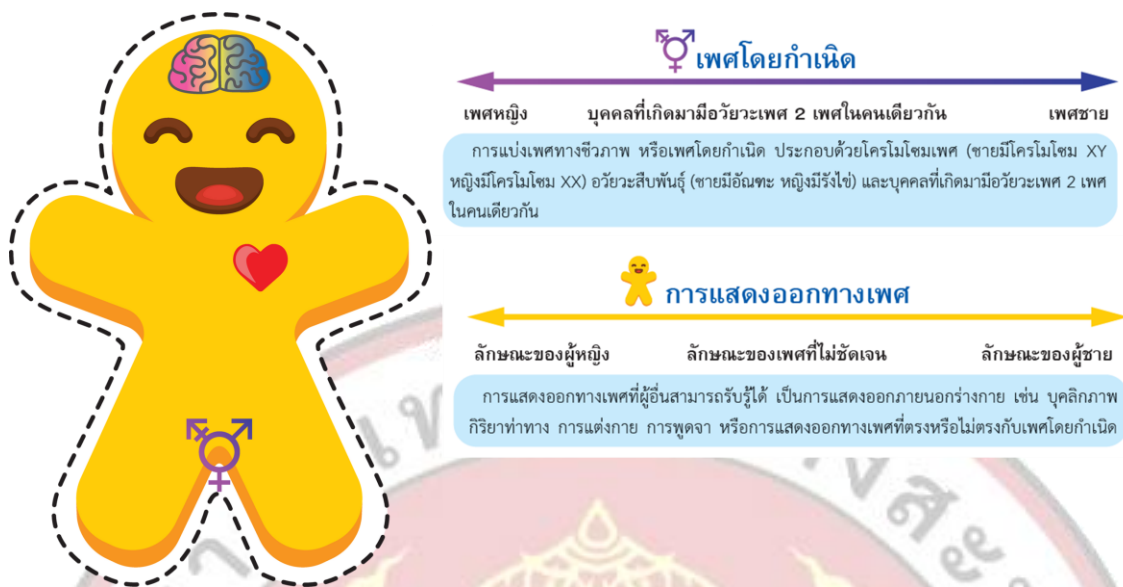 เพศโดยกำเนิด
เพศหญิง บุคคลที่เกิดมามีอวัยวะเพศ 2 เพศในคนเดียวกัน เพศชาย
การแบ่งเพศทางชีวภาพ หรือเพศโดยกำเนิด ประกอบด้วยโครโมโซมเพศ (ชายมีโครโมโซม XY
หญิงมีโครโมโซม XX) อวัยวะสืบพันธุ์ (ชายมีอัณฑะ หญิงมีรังไข่) และบุคคลที่เกิดมามีอวัยวะเพศ 2 เพศ
ในคนเดียวกัน
การแสดงออกทางเพศ
ลักษณะของผู้หญิง ลักษณะของเพศที่ไม่ชัดเจน ลักษณะของผู้ชาย
การแสดงออกทางเพศที่ผู้อื่นสามารถรับรู้ได้ เป็นการแสดงออกภายนอกร่างกาย เช่น บุคลิกภาพ
กิริยาท่าทาง การแต่งกาย การพูดจา หรือการแสดงออกทางเพศที่ตรงหรือไม่ตรงกับเพศโดยกำเนิด